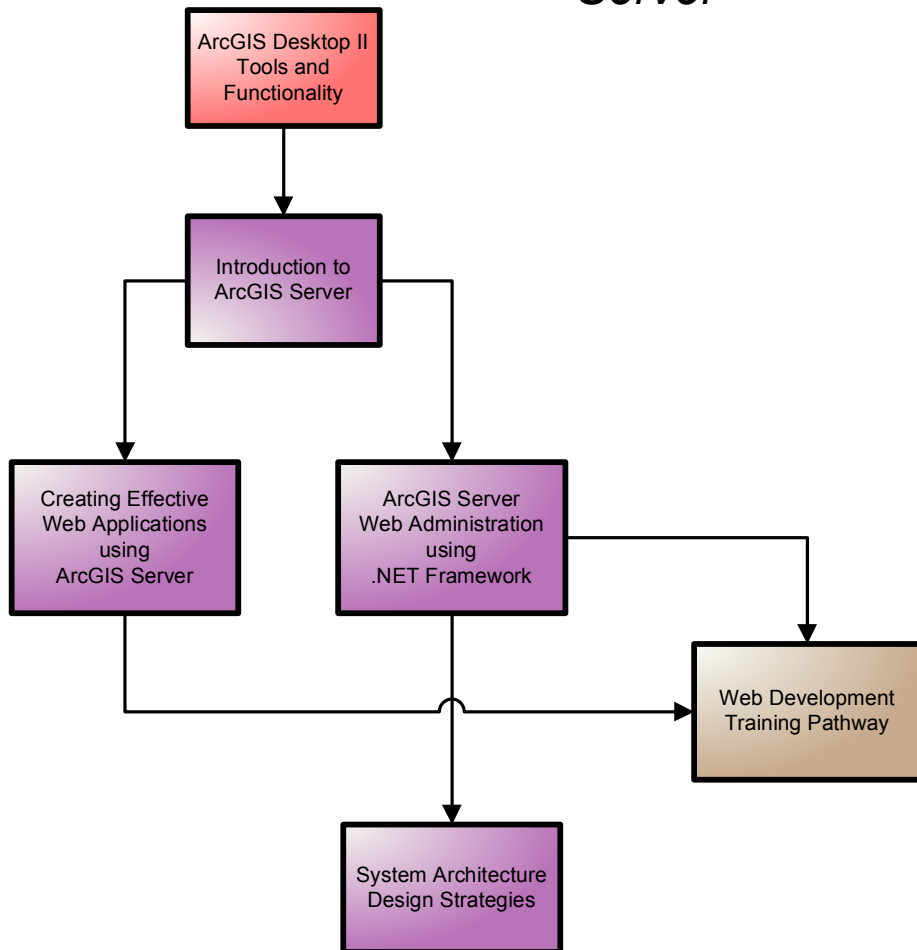 Server
ArcGIS Desktop II
Tools and
Functionality
Introduction to
ArcGIS Server
Creating Effective
Web Applications
using
ArcGIS Server
ArcGIS Server
Web Administration
using
.NET Framework
Web Development
Training Pathway
System Architecture
Design Strategies